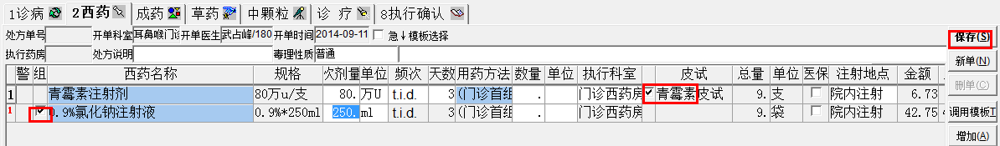 1诊病 2西药 成药 草药 中颗粒 诊 疗 8执行确认
处方单号 开单科室 耳鼻喉门诊 开单医生 武占峰/180 开单时间 2014-09-11 急↓模板选择 保存(S)
执行药房 处方说明 毒理性质 普通 新单(N)
警 组 西药名称 规格 次剂量 单位 频次 天数 用药方法 数量 单位 执行科室 皮试 总量 单位 医保 注射地点 金额 删单(C)
1 青霉素注射剂 80万u/支 80. 万U t.i.d. 3 (门诊首组 . 门诊西药房 青霉素皮试 9. 支 院内注射 6.73
1 0.9%氯化钠注射液 0.9%*250ml 250. ml t.i.d. 3 (门诊首组 . 门诊西药房 9. 袋 院内注射 42.75 调用模板T
增加(A)